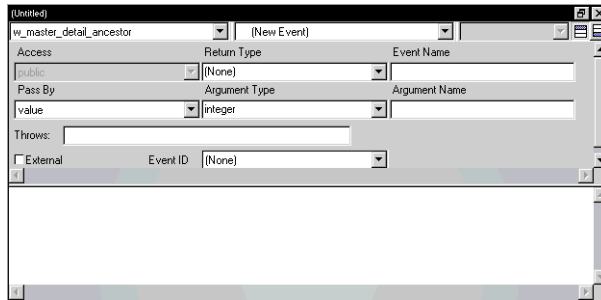 (Untitled)
w_master_detail_ancestor (New Event)
Access Return Type Event Name
public (None)
Pass By Argument Type Argument Name
value integer
Throws:
External Event ID (None)